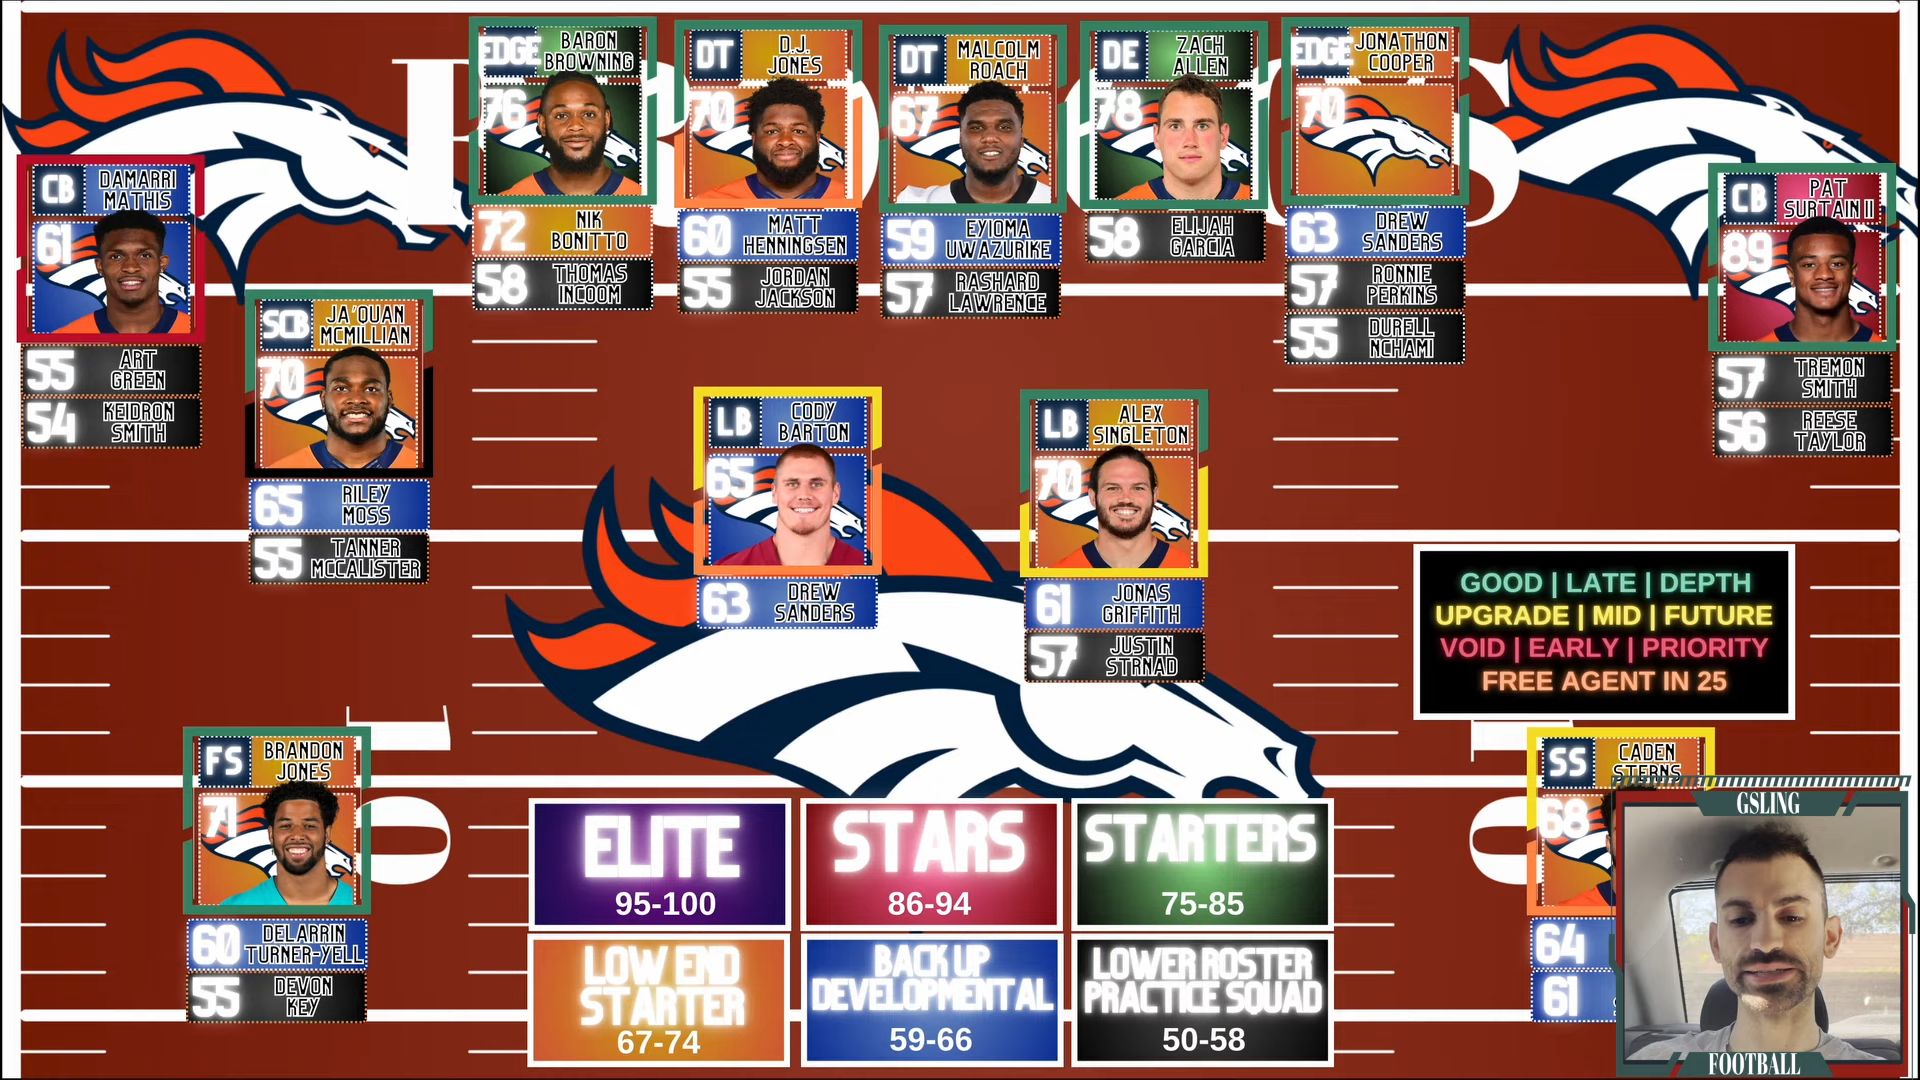 EDGE
BARON
BROWNING
76
72
NIK
BONITTO
58
THOMAS
INCOOM
DT
D.J.
JONES
70
60
MATT
HENNINGSEN
55
JORDAN
JACKSON
DT
MALCOLM
ROACH
67
59
EYIOMA
UWAZURIKE
57
RASHARD
LAWRENCE
DE
ZACH
ALLEN
78
58
ELIJAH
GARCIA
EDGE
JONATHON
COOPER
70
63
DREW
SANDERS
57
RONNIE
PERKINS
55
DURELL
NCHAMI
CB
DAMARRI
MATHIS
61
55
ART
GREEN
54
KEIDRON
SMITH
CB
PAT
SURTAIN II
89
57
TREMON
SMITH
56
REESE
TAYLOR
SCB
JA'QUAN
MCMILLIAN
70
65
RILEY
MOSS
55
TANNER
MCCALISTER
LB
CODY
BARTON
65
63
DREW
SANDERS
LB
ALEX
SINGLETON
70
61
JONAS
GRIFFITH
57
JUSTIN
STRNAD
GOOD | LATE | DEPTH
UPGRADE | MID | FUTURE
VOID | EARLY | PRIORITY
FREE AGENT IN 25
FS
BRANDON
JONES
71
60
DELARRIN
TURNER-YELL
55
DEVON
KEY
SS
CADEN
STERNS
68
64
61
ELITE
95-100
STARS
86-94
STARTERS
75-85
LOW END
STARTER
67-74
BACK UP
DEVELOPMENTAL
59-66
LOWER ROSTER
PRACTICE SQUAD
50-58
GSLING
FOOTBALL
1
0
0